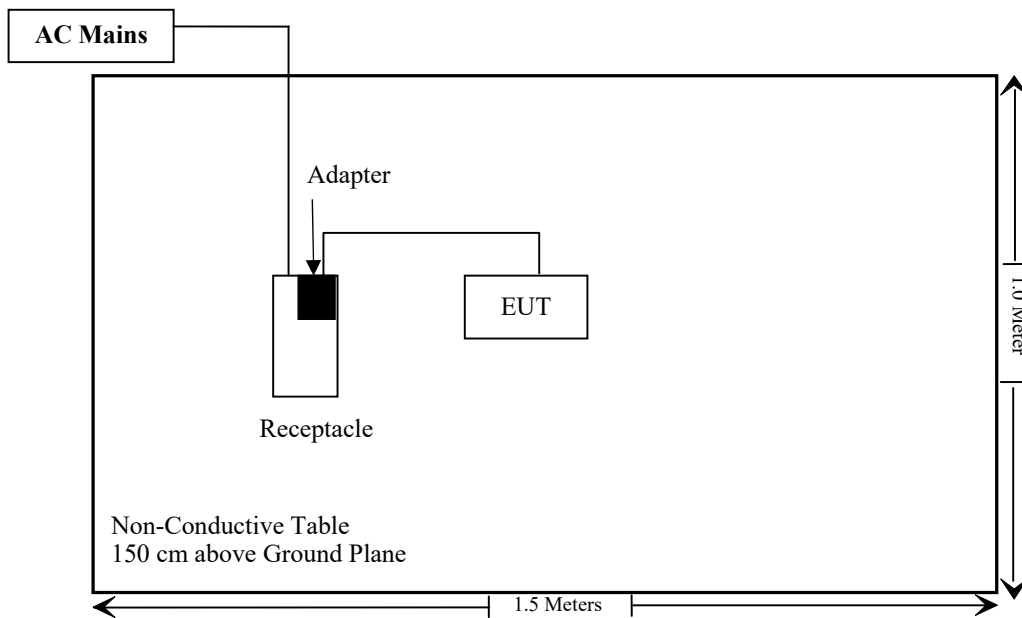 AC Mains
Adapter
EUT
1.0 Meter
Receptacle
Non-Conductive Table
150 cm above Ground Plane
1.5 Meters